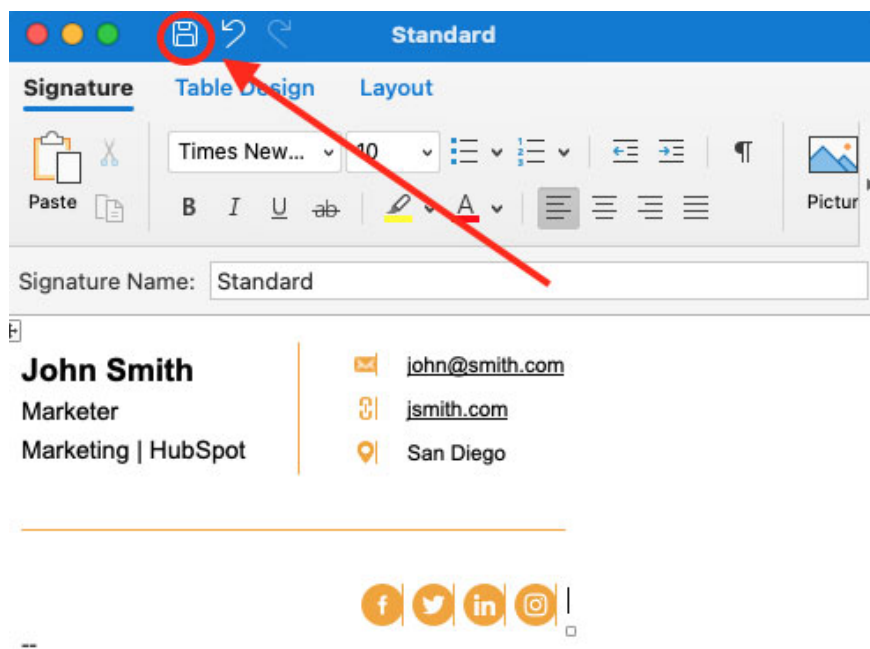 Standard
Signature Table Design Layout
Times New... 10
Paste
B I U ab
A
Pictur
Signature Name: Standard
John Smith
Marketer
Marketing | HubSpot
john@smith.com
jsmith.com
San Diego
--